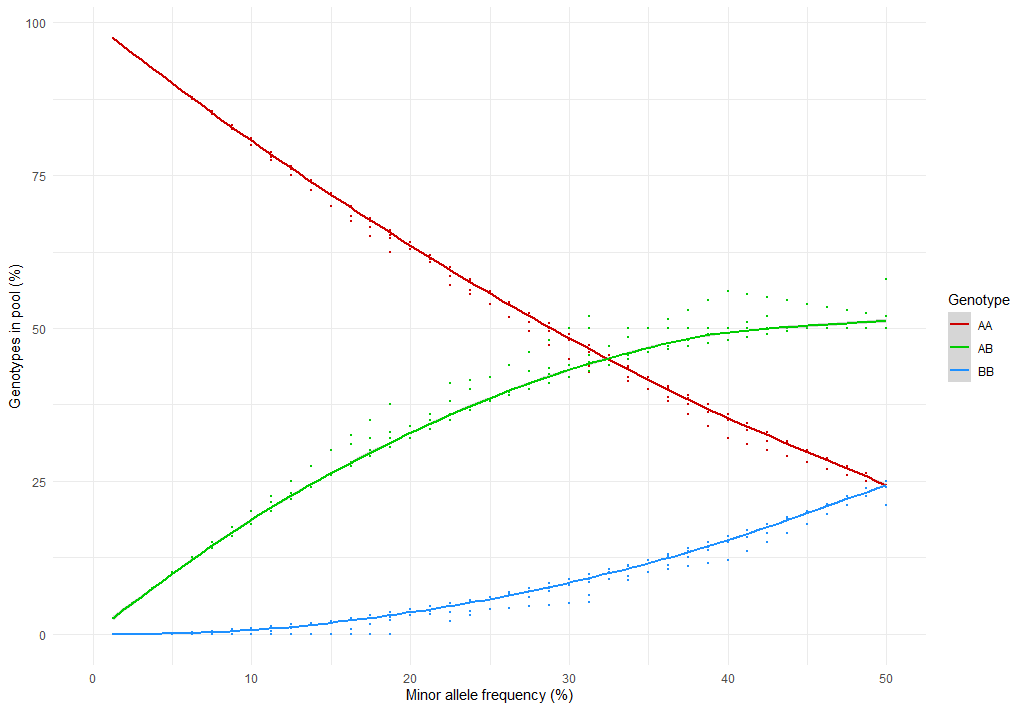 100
75
50
25
0
Genotypes in pool (%)
0 10 20 30 40 50
Minor allele frequency (%)
Genotype
AA
AB
BB